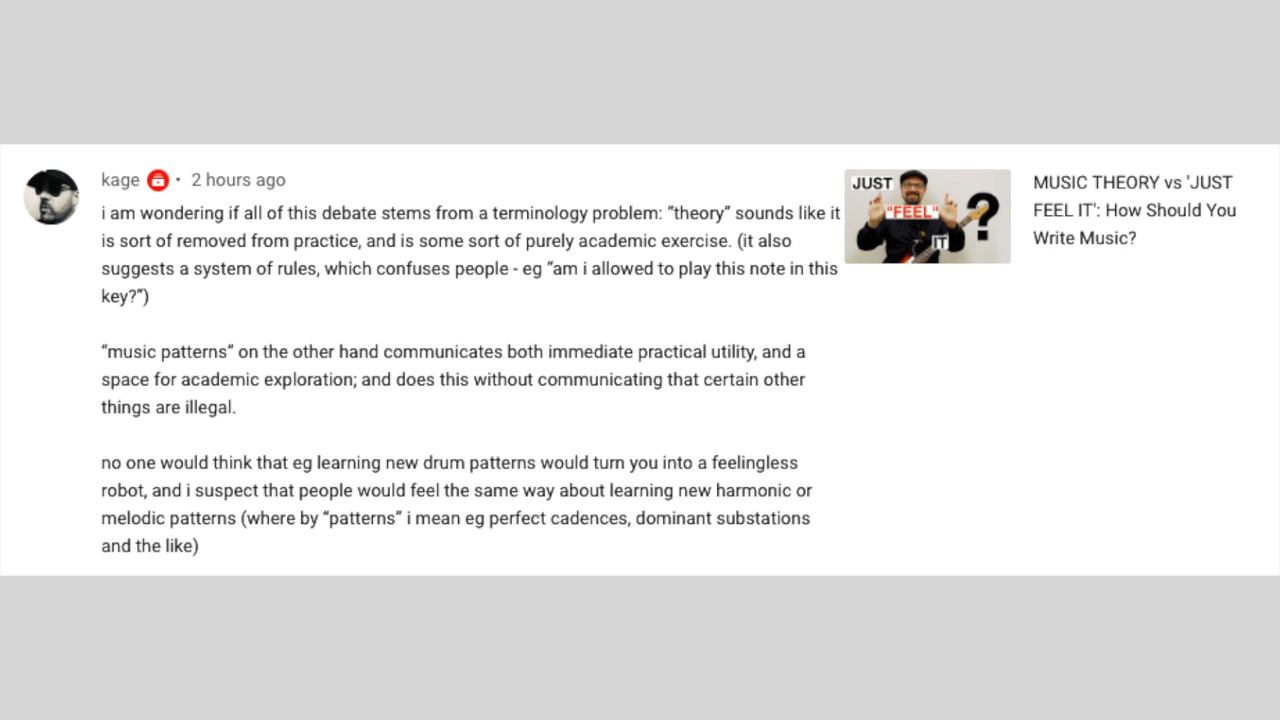 kage • 2 hours ago
i am wondering if all of this debate stems from a terminology problem: “theory” sounds like it
is sort of removed from practice, and is some sort of purely academic exercise. (it also
suggests a system of rules, which confuses people - eg “am i allowed to play this note in this
key?”)
“music patterns” on the other hand communicates both immediate practical utility, and a
space for academic exploration; and does this without communicating that certain other
things are illegal.
no one would think that eg learning new drum patterns would turn you into a feelingless
robot, and i suspect that people would feel the same way about learning new harmonic or
melodic patterns (where by “patterns” i mean eg perfect cadences, dominant substations
and the like)
JUST
"FEEL"
IT
?
MUSIC THEORY vs 'JUST
FEEL IT': How Should You
Write Music?